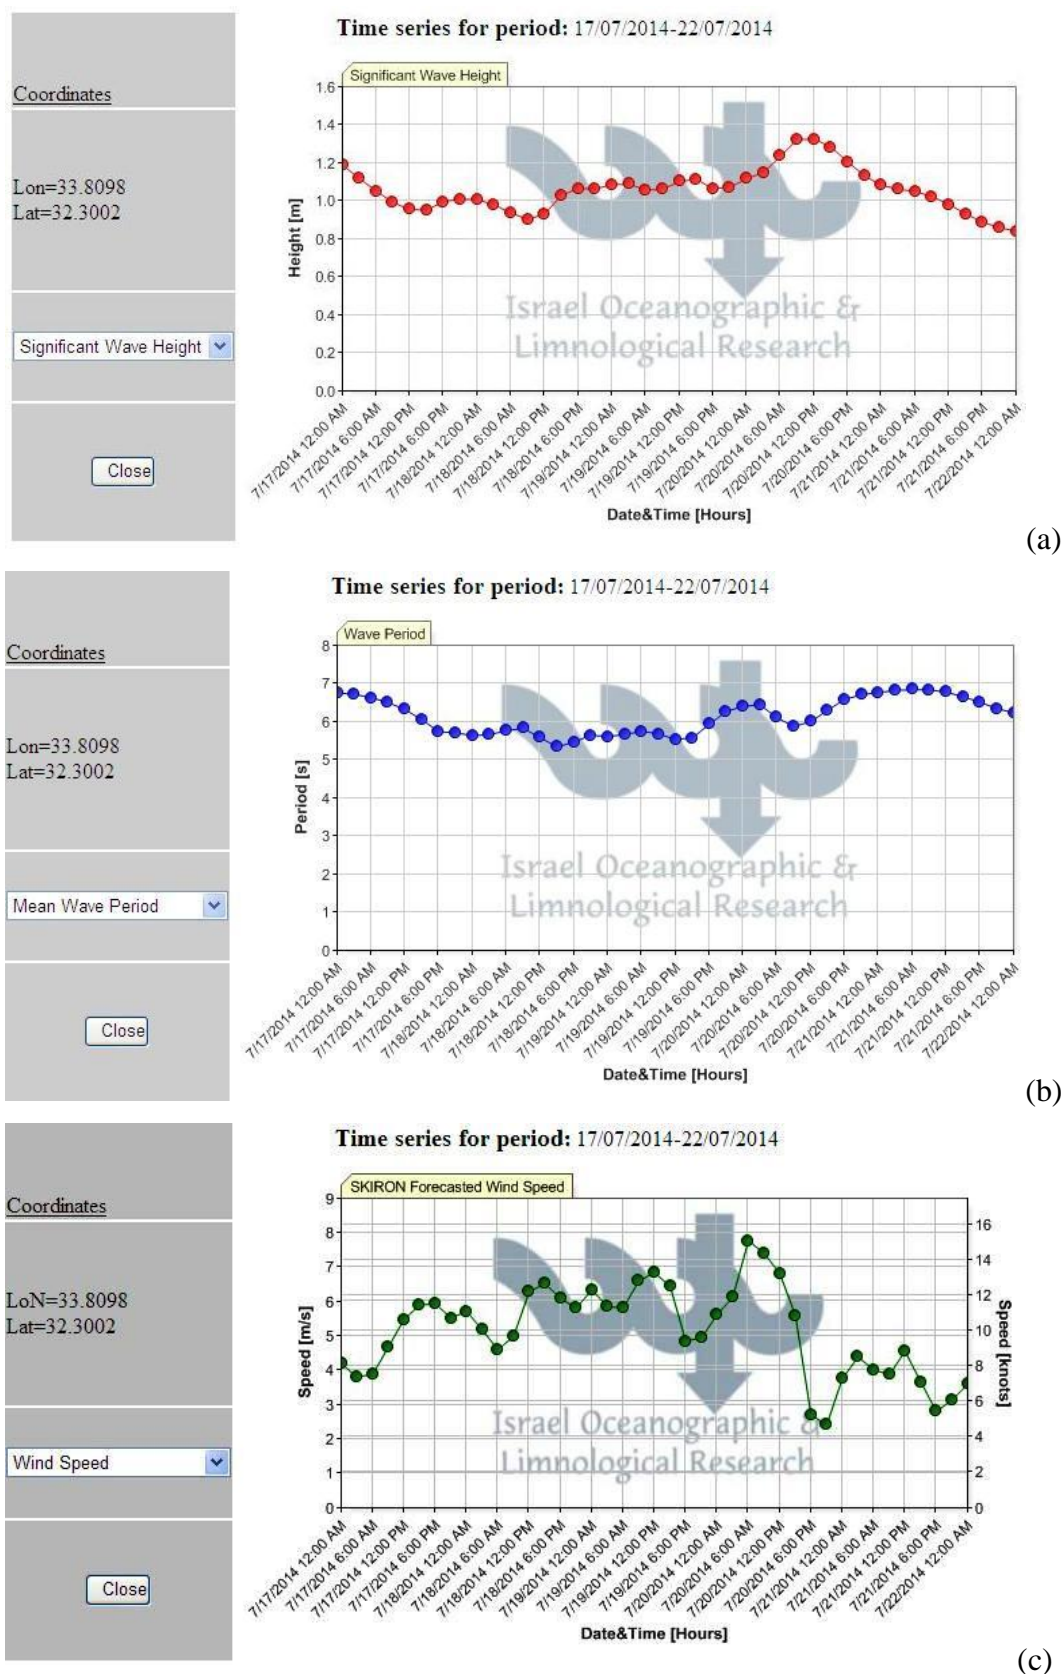 Time series for period: 17/07/2014-22/07/2014
Coordinates
Lon=33.8098
Lat=32.3002
Significant Wave Height
Close
Significant Wave Height
1.6
1.4
1.2
1.0
0.8
0.6
0.4
0.2
0.0
Height [m]
Israel Oceanographic &
Limnological Research
7/17/2014 12:00 AM
7/17/2014 6:00 AM
7/17/2014 12:00 PM
7/17/2014 6:00 PM
7/18/2014 12:00 AM
7/18/2014 6:00 AM
7/18/2014 12:00 PM
7/18/2014 6:00 PM
7/19/2014 12:00 AM
7/19/2014 6:00 AM
7/19/2014 12:00 PM
7/19/2014 6:00 PM
7/20/2014 12:00 AM
7/20/2014 6:00 AM
7/20/2014 12:00 PM
7/20/2014 6:00 PM
7/21/2014 12:00 AM
7/21/2014 6:00 AM
7/21/2014 12:00 PM
7/21/2014 6:00 PM
7/22/2014 12:00 AM
Date&Time [Hours]
(a)
Time series for period: 17/07/2014-22/07/2014
Coordinates
Lon=33.8098
Lat=32.3002
Mean Wave Period
Close
Wave Period
8
7
6
5
4
3
2
1
0
Period [s]
Israel Oceanographic &
Limnological Research
7/17/2014 12:00 AM
7/17/2014 6:00 AM
7/17/2014 12:00 PM
7/17/2014 6:00 PM
7/18/2014 12:00 AM
7/18/2014 6:00 AM
7/18/2014 12:00 PM
7/18/2014 6:00 PM
7/19/2014 12:00 AM
7/19/2014 6:00 AM
7/19/2014 12:00 PM
7/19/2014 6:00 PM
7/20/2014 12:00 AM
7/20/2014 6:00 AM
7/20/2014 12:00 PM
7/20/2014 6:00 PM
7/21/2014 12:00 AM
7/21/2014 6:00 AM
7/21/2014 12:00 PM
7/21/2014 6:00 PM
7/22/2014 12:00 AM
Date&Time [Hours]
(b)
Time series for period: 17/07/2014-22/07/2014
Coordinates
LoN=33.8098
Lat=32.3002
Wind Speed
Close
SKIRON Forecasted Wind Speed
9
8
7
6
5
4
3
2
1
0
Speed [m/s]
16
14
12
10
8
6
4
2
0
Speed [knots]
Israel Oceanographic &
Limnological Research
7/17/2014 12:00 AM
7/17/2014 6:00 AM
7/17/2014 12:00 PM
7/17/2014 6:00 PM
7/18/2014 12:00 AM
7/18/2014 6:00 AM
7/18/2014 12:00 PM
7/18/2014 6:00 PM
7/19/2014 12:00 AM
7/19/2014 6:00 AM
7/19/2014 12:00 PM
7/19/2014 6:00 PM
7/20/2014 12:00 AM
7/20/2014 6:00 AM
7/20/2014 12:00 PM
7/20/2014 6:00 PM
7/21/2014 12:00 AM
7/21/2014 6:00 AM
7/21/2014 12:00 PM
7/21/2014 6:00 PM
7/22/2014 12:00 AM
Date&Time [Hours]
(c)